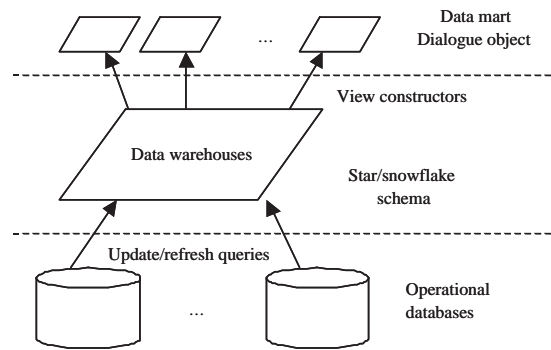 Data mart
Dialogue object
...
View constructors
Data warehouses
Star/snowflake
schema
Update/refresh queries
...
Operational
databases